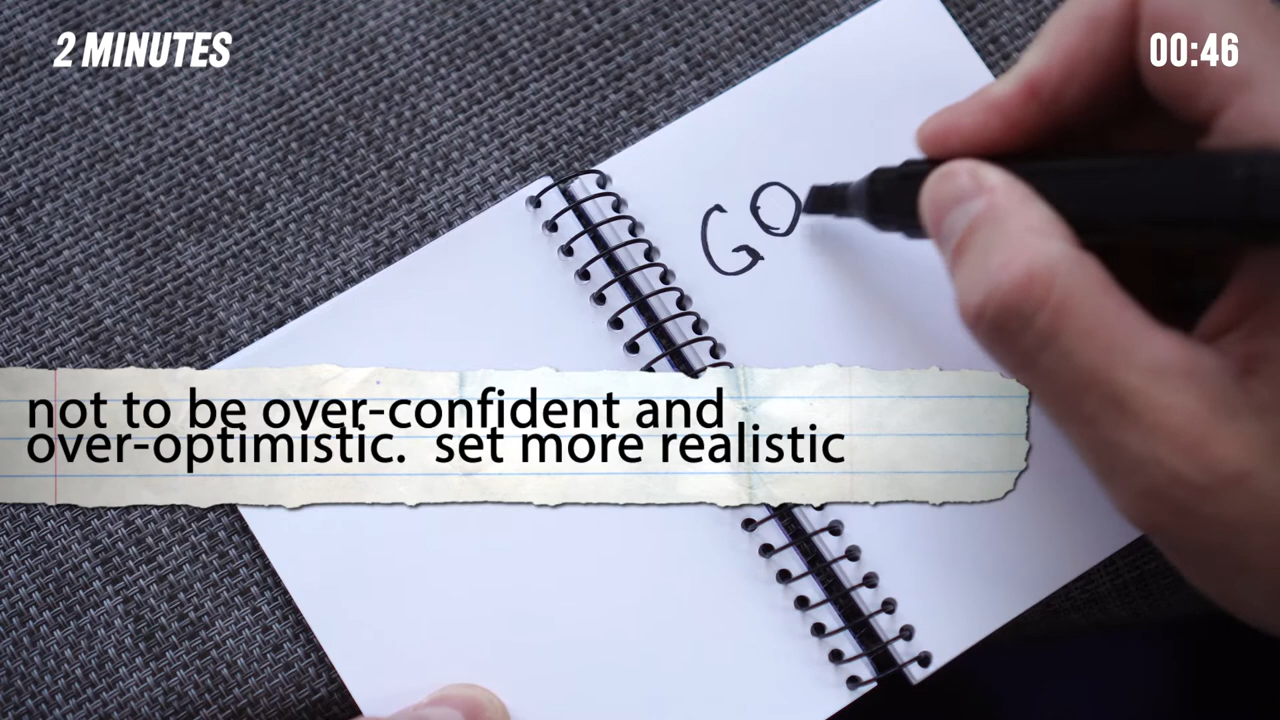 2 MINUTES
00:46
GO
not to be over-confident and
over-optimistic. set more realistic